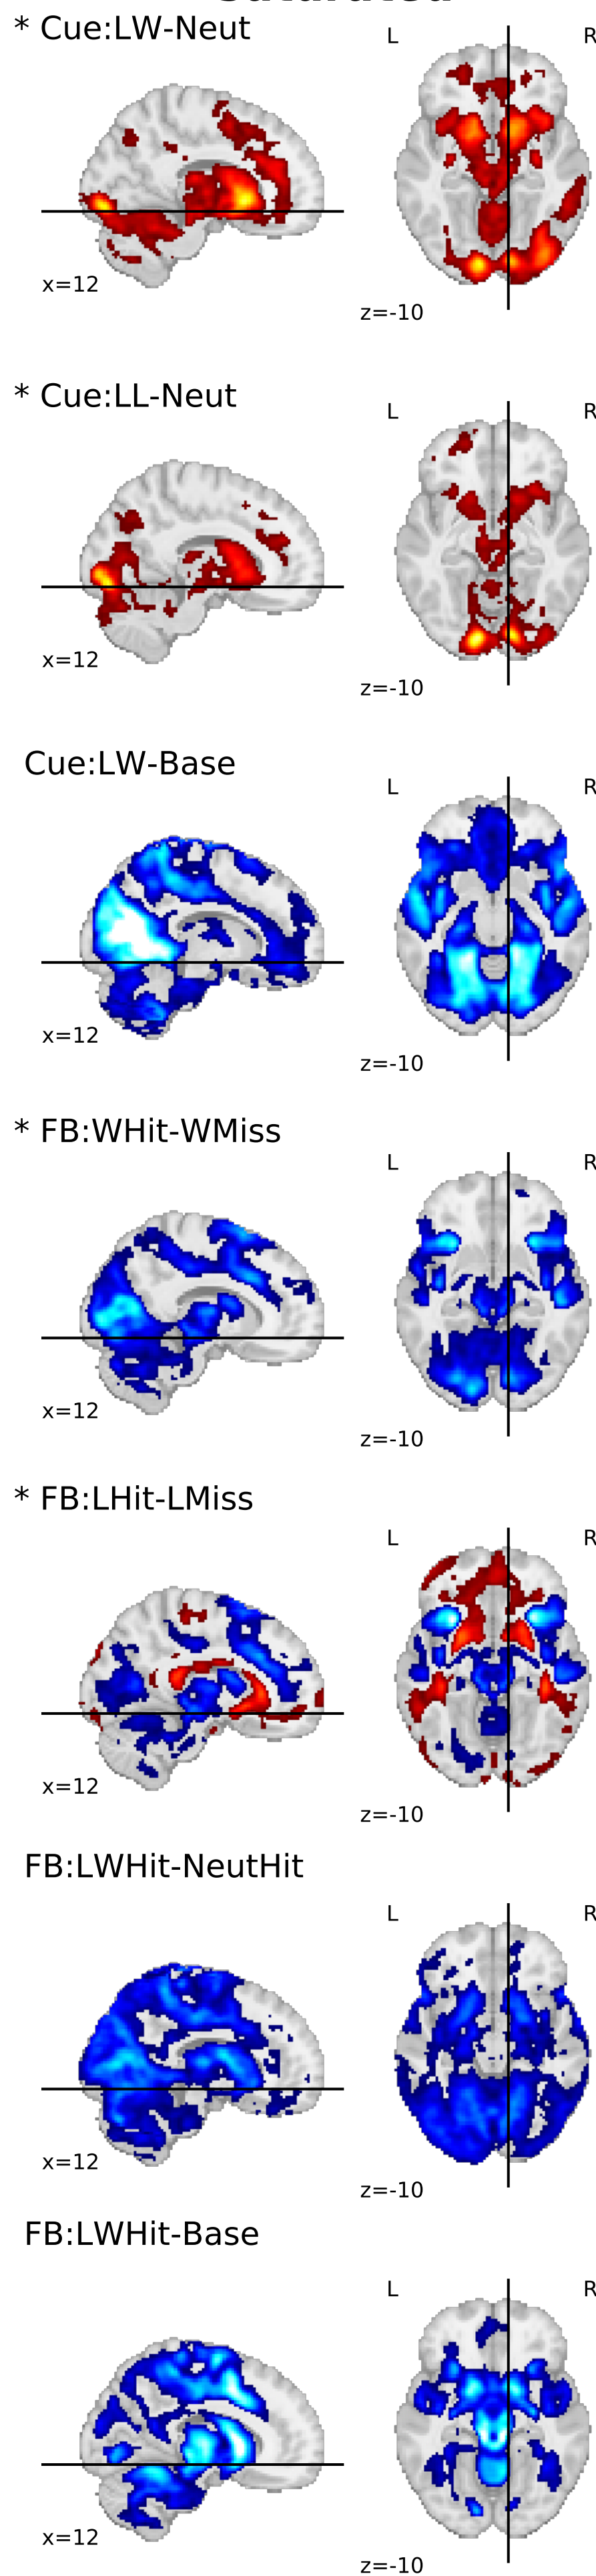 * Cue:LW-Neut
L R
x=12
z=-10
* Cue:LL-Neut
L R
x=12
z=-10
Cue:LW-Base
L R
x=12
z=-10
* FB:WHit-WMiss
L R
x=12
z=-10
* FB:LHit-LMiss
L R
x=12
z=-10
FB:LWHit-NeutHit
L R
x=12
z=-10
FB:LWHit-Base
L R
x=12
z=-10